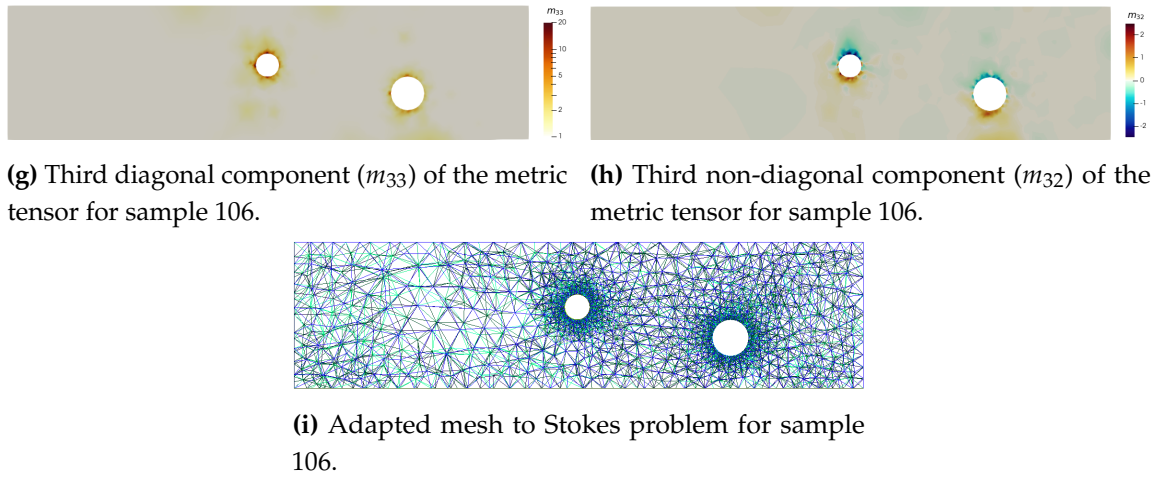 m33
20
10
5
2
1
m32
2
1
0
-1
-2
(g) Third diagonal component (m33) of the metric
tensor for sample 106.
(h) Third non-diagonal component (m32) of the
metric tensor for sample 106.
(i) Adapted mesh to Stokes problem for sample
106.